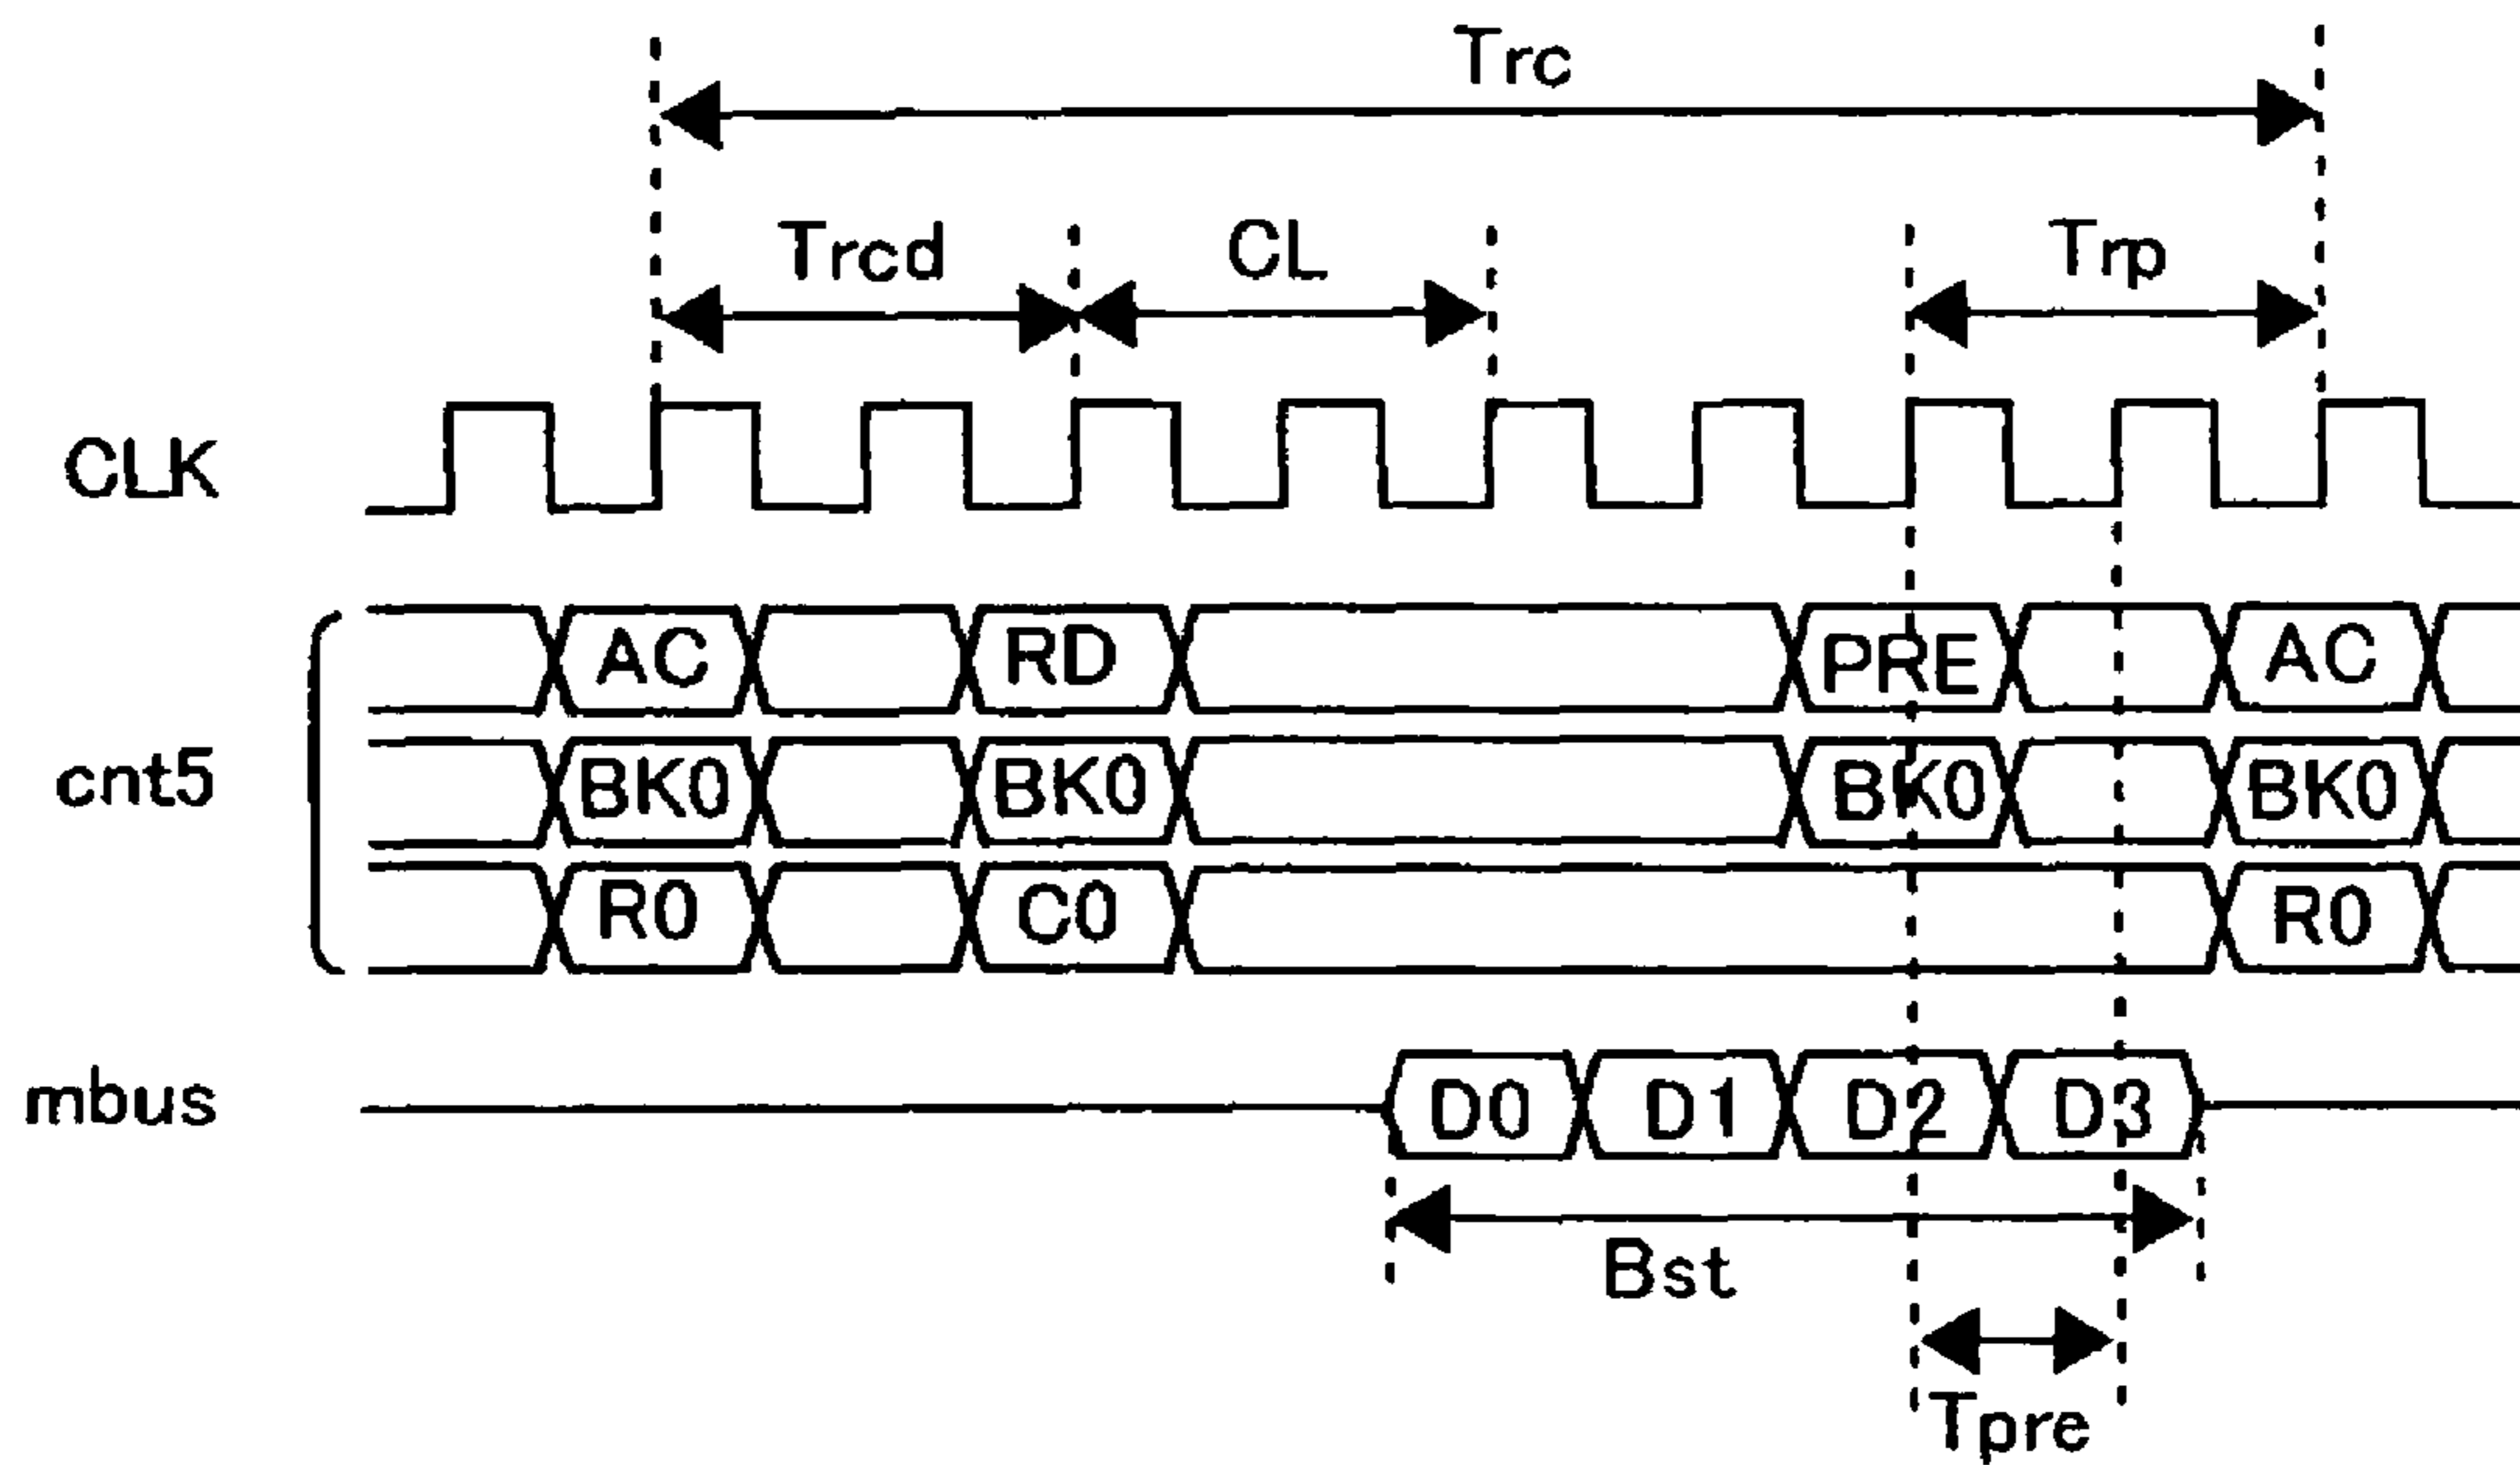 Trc
Trcd CL Trp
CLK
AC RD PRE AC
cnt5 BK0 BK0 BK0 BK0
R0 C0 R0
mbus D0 D1 D2 D3
Bst
Tpre